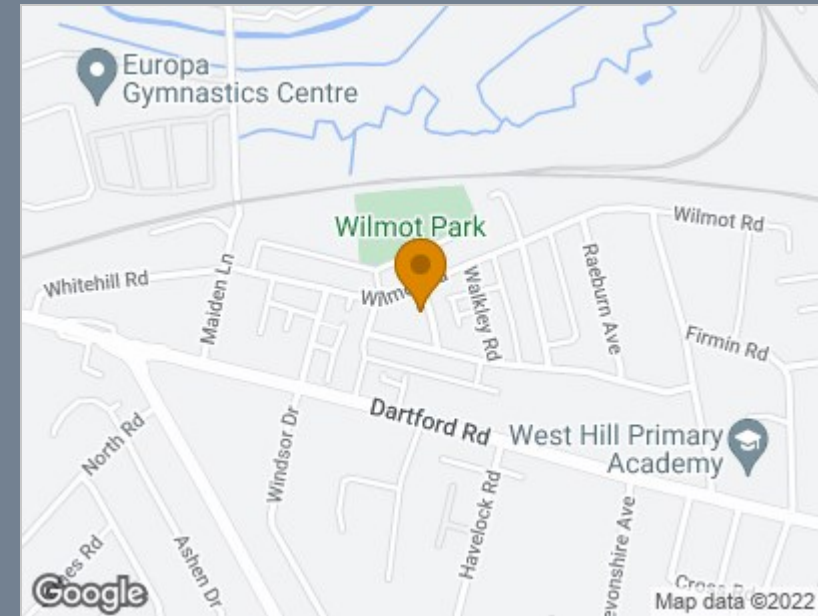 Europa
Gymnastics Centre
Wilmot Park
Wilmot Rd
Whitehill Rd
Maiden Ln
Walkley Rd
Raeburn Ave
Firmin Rd
Dartford Rd
West Hill Primary
Academy
North Rd
Windsor Dr
Havelock Rd
Ashen Dr
Google
Map data ©2022